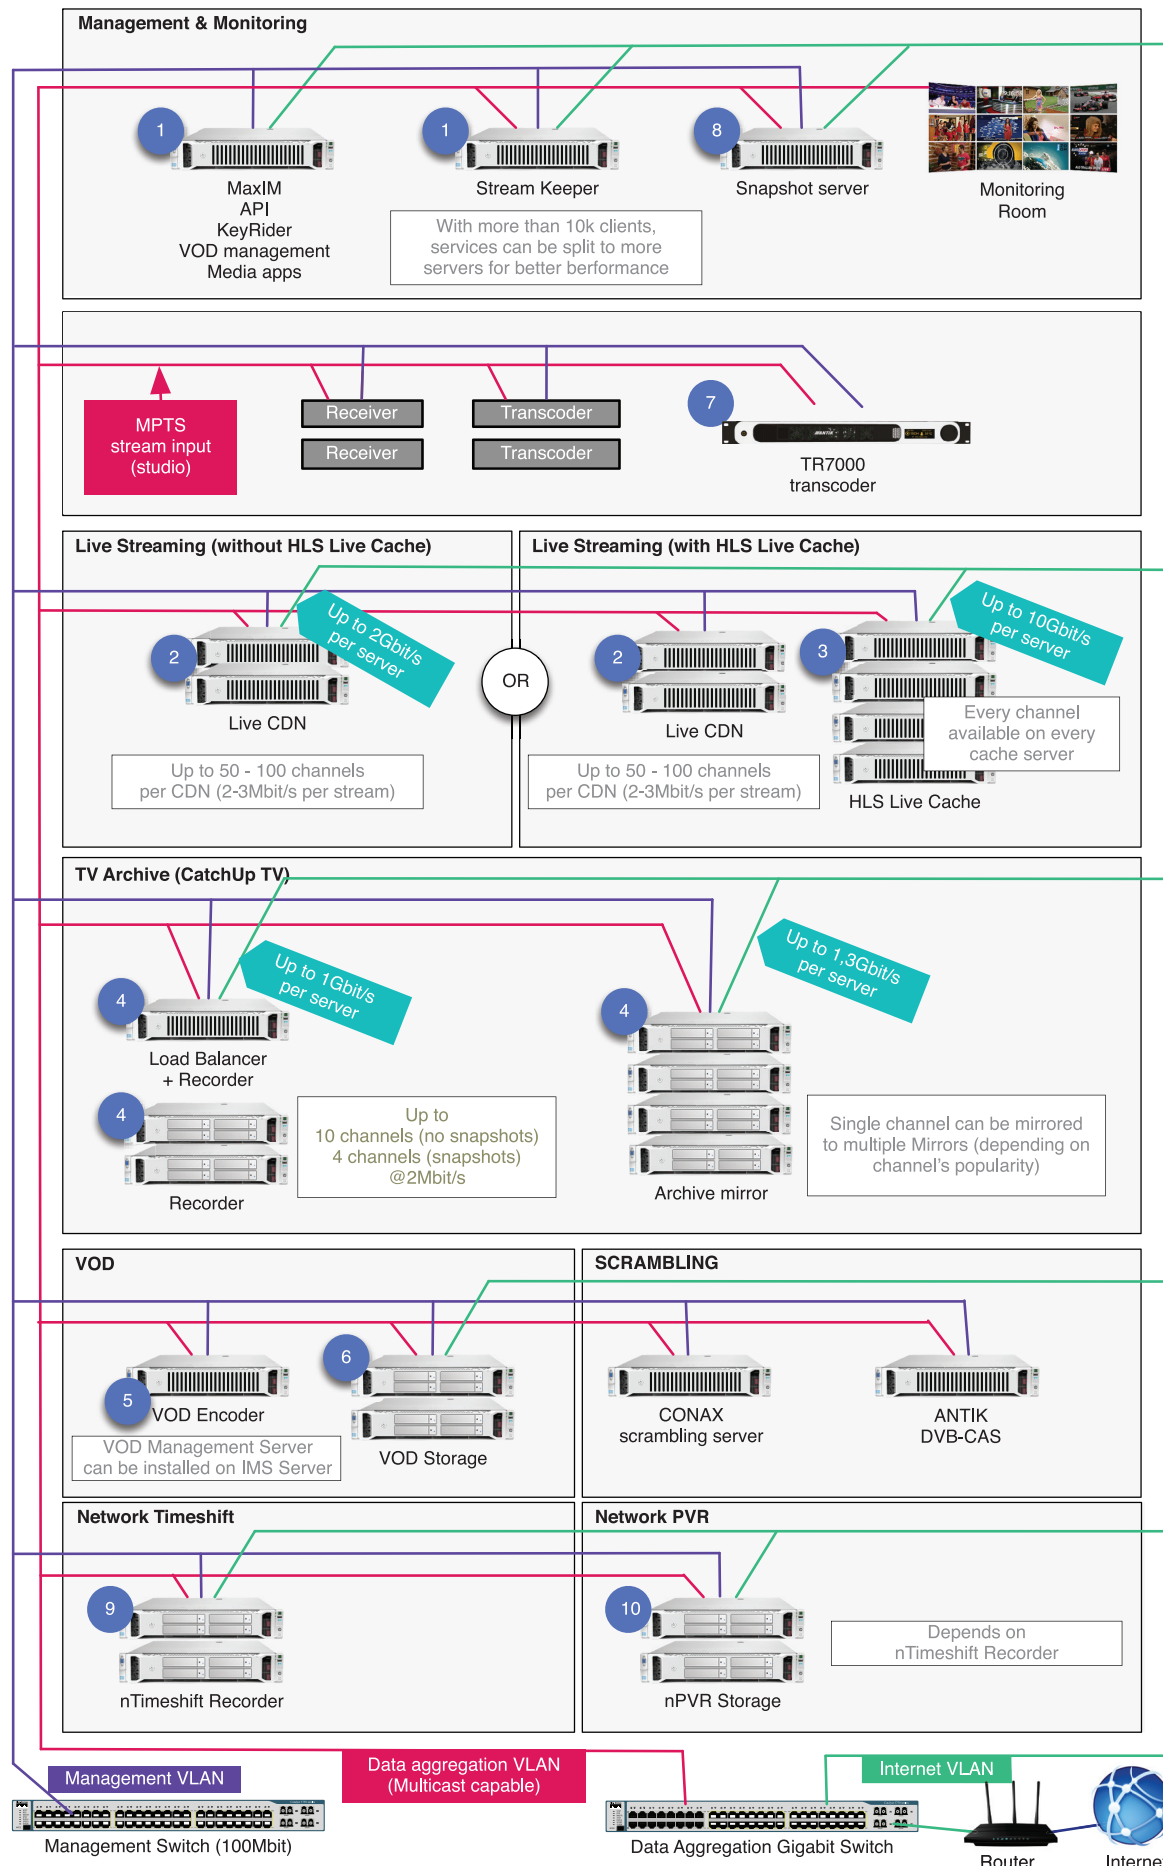 Management & Monitoring
1
1
8
MaxIM
API
KeyRider
VOD management
Media apps
Stream Keeper
Snapshot server
Monitoring
Room
With more than 10k clients,
services can be split to more
servers for better berformance
MPTS
stream input
(studio)
Receiver
Receiver
Transcoder
Transcoder
7
ANTIK
TR7000
transcoder
Live Streaming (without HLS Live Cache)
Up to 2Gbit/s
per server
2
Live CDN
Up to 50 - 100 channels
per CDN (2-3Mbit/s per stream)
OR
Live Streaming (with HLS Live Cache)
Up to 10Gbit/s
per server
2
3
Live CDN
Every channel
available on every
cache server
Up to 50 - 100 channels
per CDN (2-3Mbit/s per stream)
HLS Live Cache
TV Archive (CatchUp TV)
Up to 1Gbit/s
per server
Up to 1,3Gbit/s
per server
4
4
Load Balancer
+ Recorder
4
Recorder
Up to
10 channels (no snapshots)
4 channels (snapshots)
@2Mbit/s
Archive mirror
Single channel can be mirrored
to multiple Mirrors (depending on
channel's popularity)
VOD
5
VOD Encoder
VOD Management Server
can be installed on IMS Server
6
VOD Storage
SCRAMBLING
CONAX
scrambling server
ANTIK
DVB-CAS
Network Timeshift
9
nTimeshift Recorder
Network PVR
10
nPVR Storage
Depends on
nTimeshift Recorder
Management VLAN
Data aggregation VLAN
(Multicast capable)
Internet VLAN
Management Switch (100Mbit)
Data Aggregation Gigabit Switch
Router
Internet